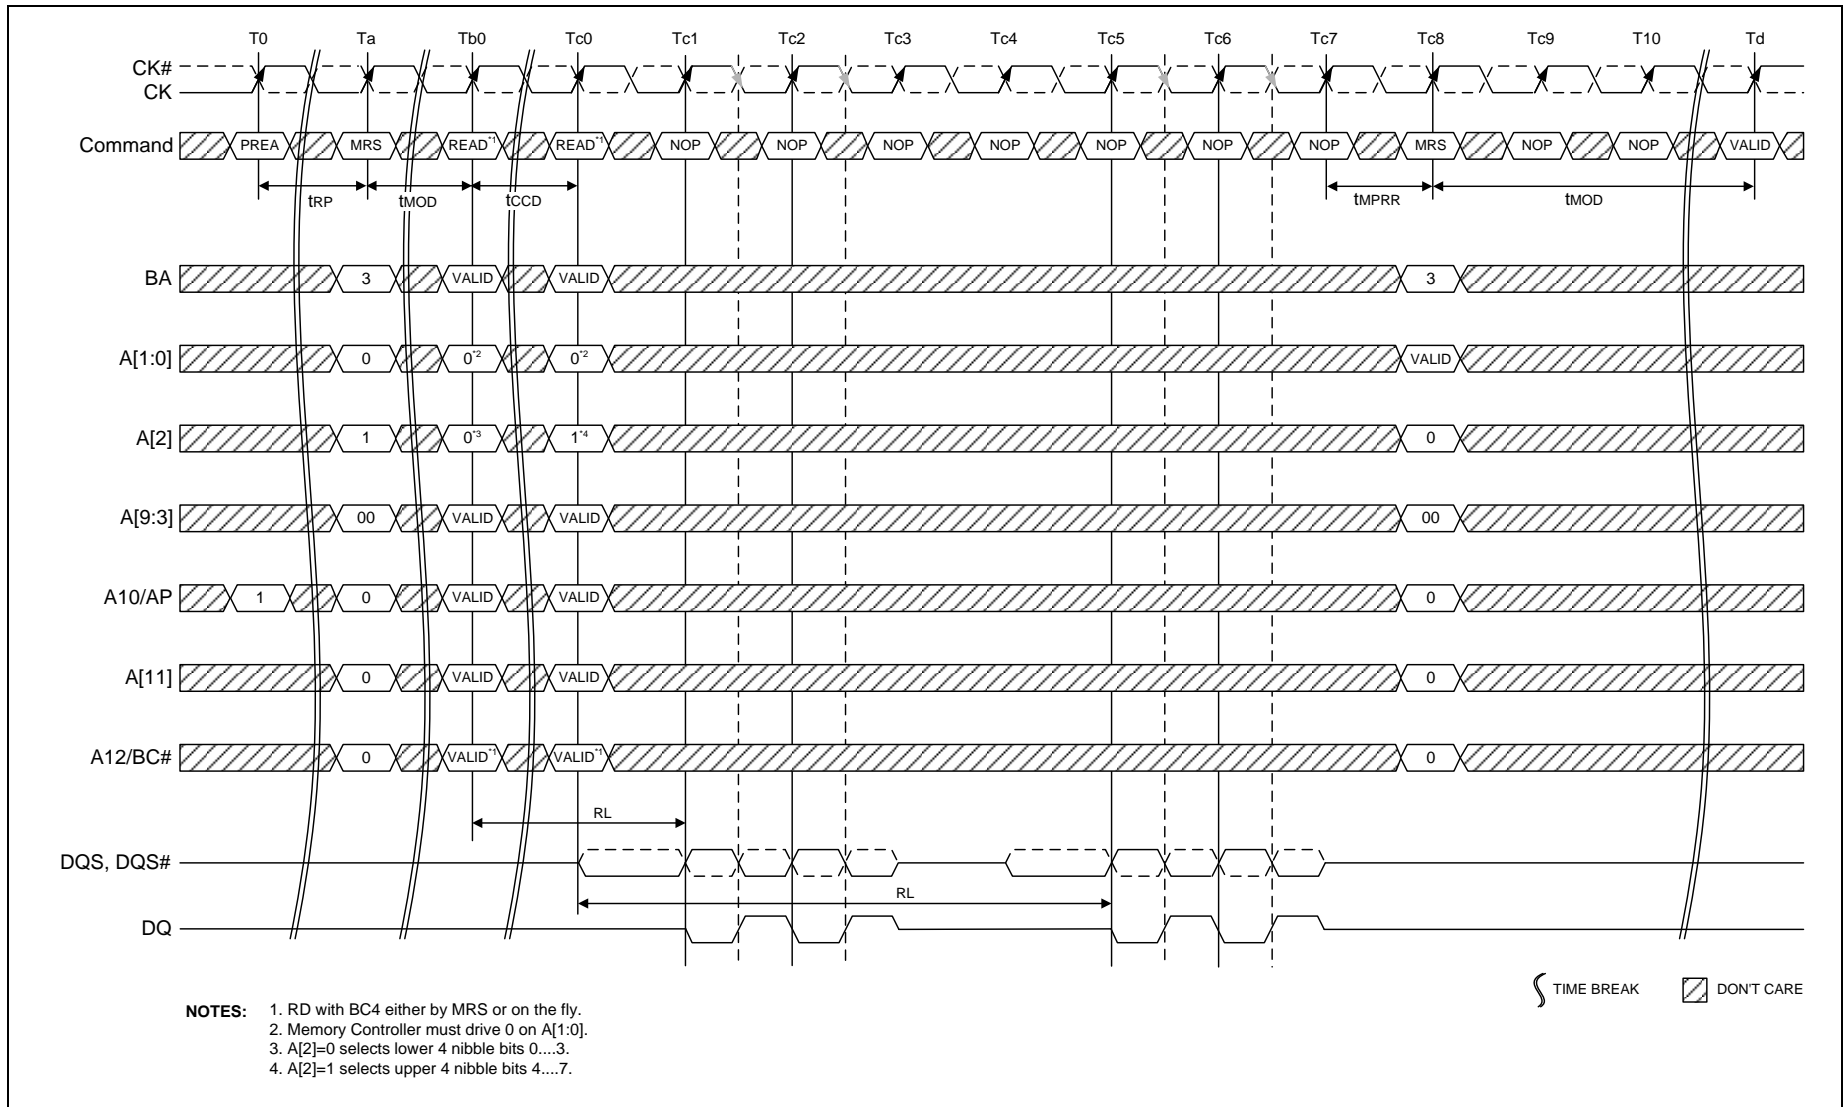 T0 Ta Tb0 Tc0 Tc1 Tc2 Tc3 Tc4 Tc5 Tc6 Tc7 Tc8 Tc9 T10 Td
CK#
CK
Command PREA MRS READ*1 READ*1 NOP NOP NOP NOP NOP NOP NOP MRS NOP NOP VALID
tRP tMOD tCCD tMPRR tMOD
BA 3 VALID VALID 3
A[1:0] 0 0*2 0*2 VALID
A[2] 1 0*3 1*4 0
A[9:3] 00 VALID VALID 00
A10/AP 1 0 VALID VALID 0
A[11] 0 VALID VALID 0
A12/BC# 0 VALID*1 VALID*1 0
RL
DQS, DQS#
RL
DQ
TIME BREAK DON'T CARE
NOTES: 1. RD with BC4 either by MRS or on the fly.
2. Memory Controller must drive 0 on A[1:0].
3. A[2]=0 selects lower 4 nibble bits 0....3.
4. A[2]=1 selects upper 4 nibble bits 4....7.